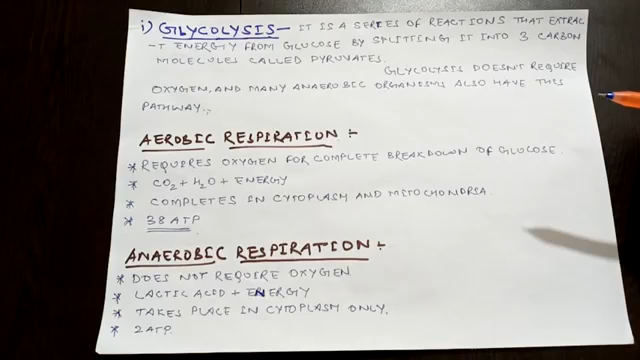 i) GLYCOLYSIS – IT IS A SERIES OF REACTIONS THAT EXTRAC
-T ENERGY FROM GLUCOSE BY SPLITTING IT INTO 3 CARBON
MOLECULES CALLED PYRUVATES.
GLYCOLYSIS DOESN'T REQUIRE
OXYGEN, AND MANY ANAEROBIC ORGANISMS ALSO HAVE THIS
PATHWAY.
AEROBIC RESPIRATION :-
* REQUIRES OXYGEN FOR COMPLETE BREAKDOWN OF GLUCOSE.
* CO2 + H2O + ENERGY
* COMPLETES IN CYTOPLASM AND MITOCHONDRIA.
* 38 ATP
ANAEROBIC RESPIRATION :-
* DOES NOT REQUIRE OXYGEN.
* LACTIC ACID + ENERGY
* TAKES PLACE IN CYTOPLASM ONLY.
* 2 ATP.